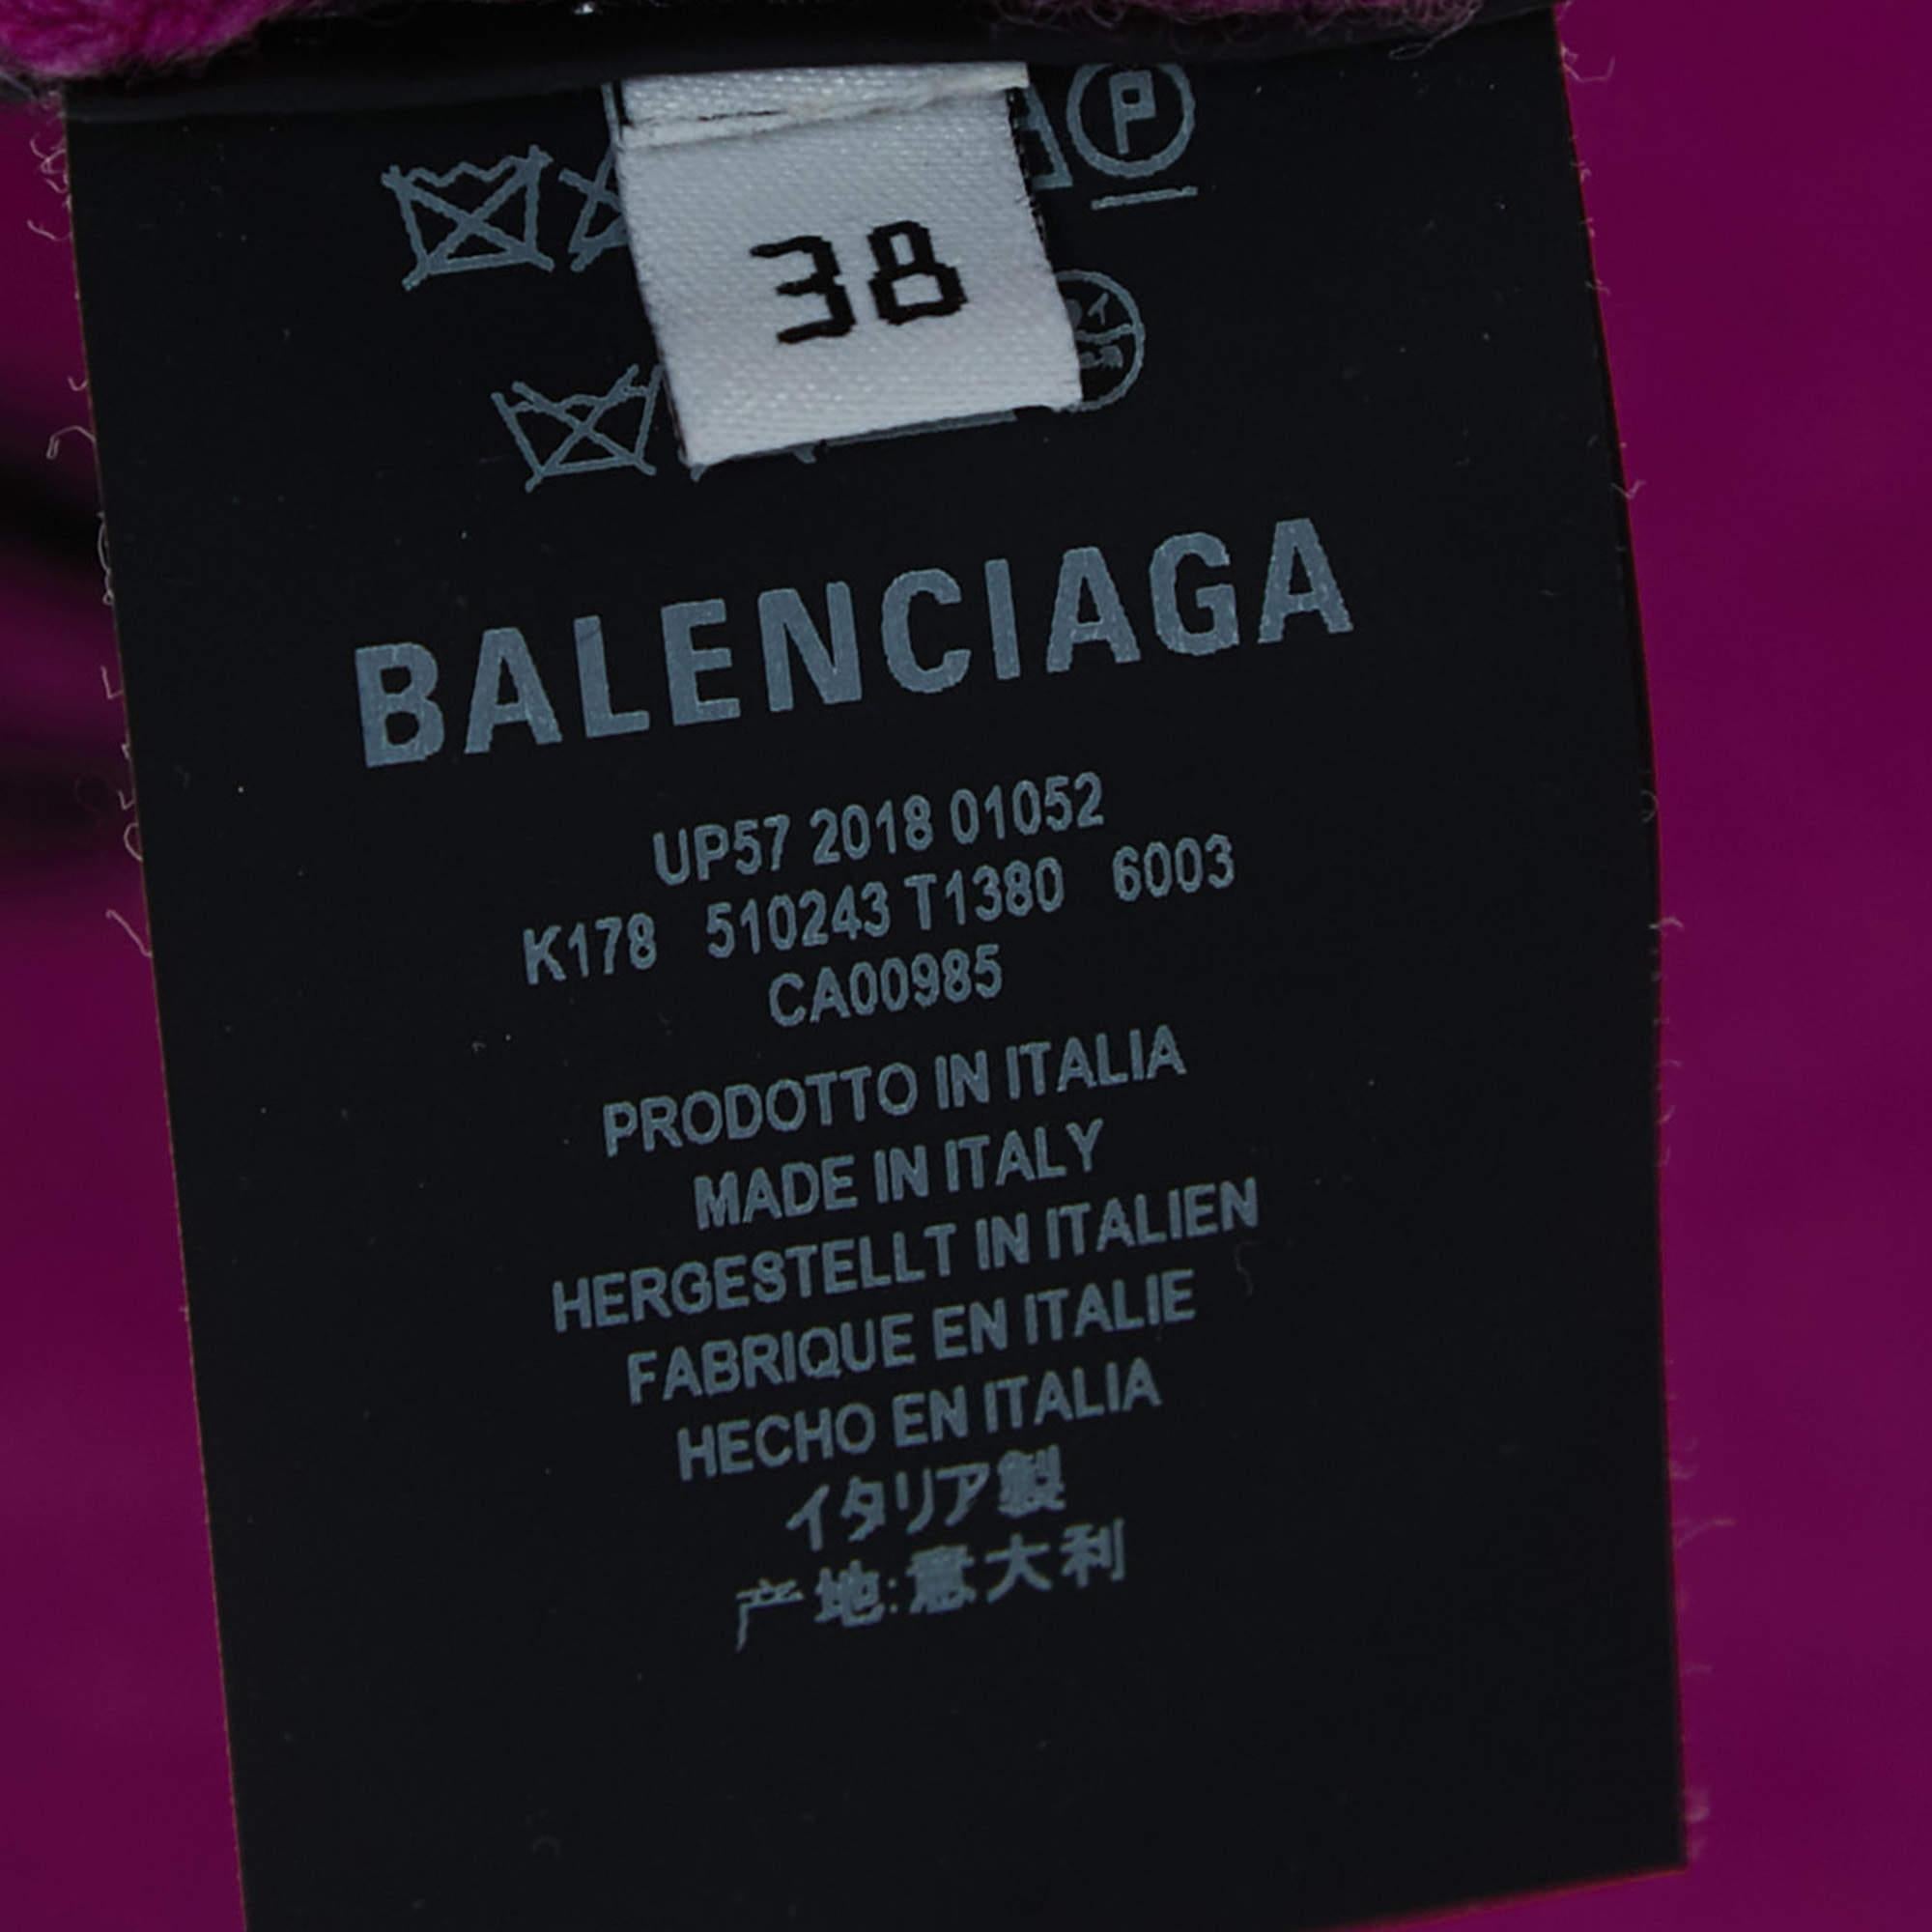 P
38
BALENCIAGA
UP57 2018 01052
K178 510243 T1380 6003
CA00985
PRODOTTO IN ITALIA
MADE IN ITALY
HERGESTELLT IN ITALIEN
FABRIQUE EN ITALIE
HECHO EN ITALIA
イタリア製
产地:意大利